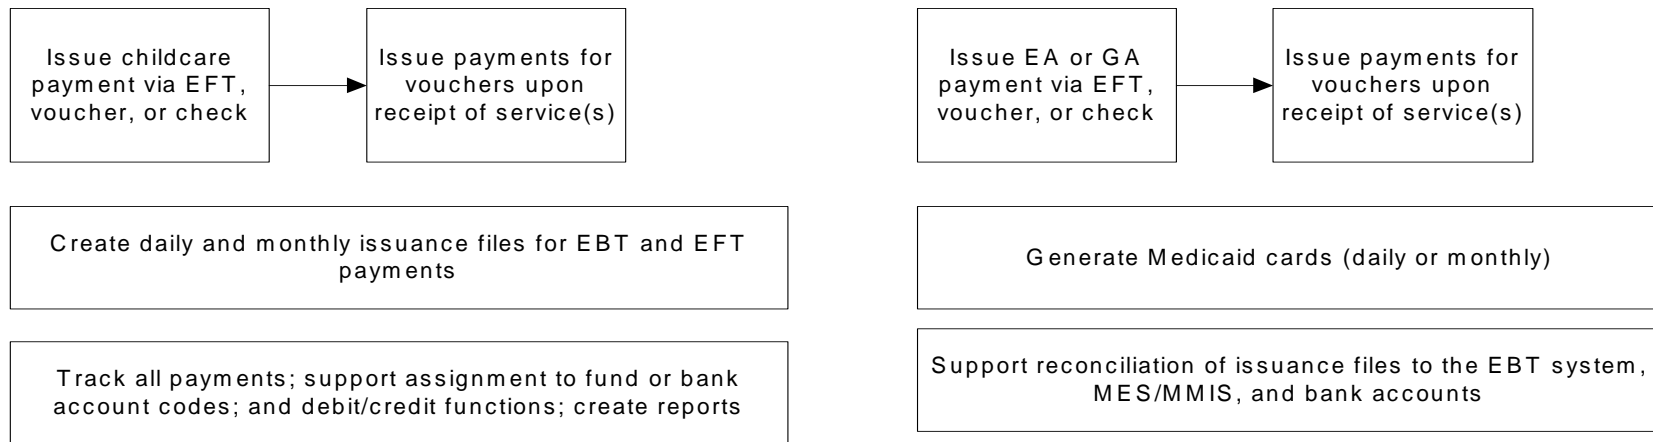 Issue childcare
payment via EFT,
voucher, or check
Issue payments for
vouchers upon
receipt of service(s)
Issue EA or GA
payment via EFT,
voucher, or check
Issue payments for
vouchers upon
receipt of service(s)
Create daily and monthly issuance files for EBT and EFT
payments
Generate Medicaid cards (daily or monthly)
Track all payments; support assignment to fund or bank
account codes; and debit/credit functions; create reports
Support reconciliation of issuance files to the EBT system,
MES/MMIS, and bank accounts